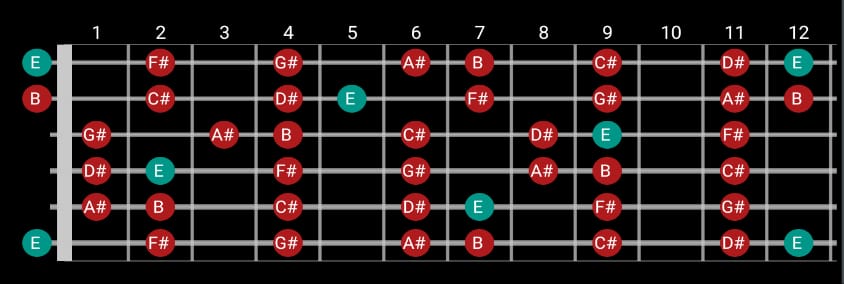 1 2 3 4 5 6 7 8 9 10 11 12
E F# G# A# B C# D# E
B C# D# E F# G# A# B
G# A# B C# D# E F#
D# E F# G# A# B C#
A# B C# D# E F# G#
E F# G# A# B C# D# E